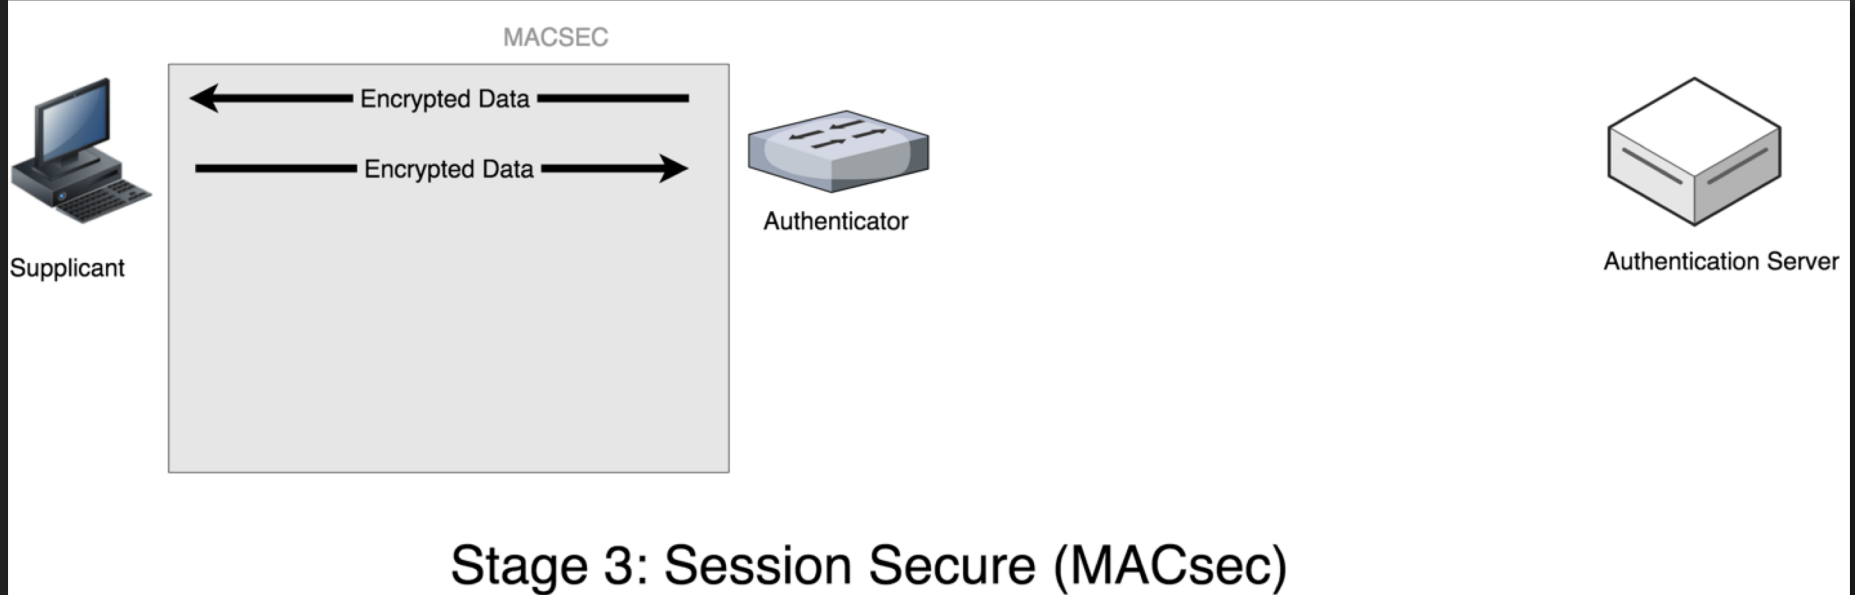 MACSEC
Encrypted Data
Encrypted Data
Authenticator
Supplicant
Authentication Server
Stage 3: Session Secure (MACsec)